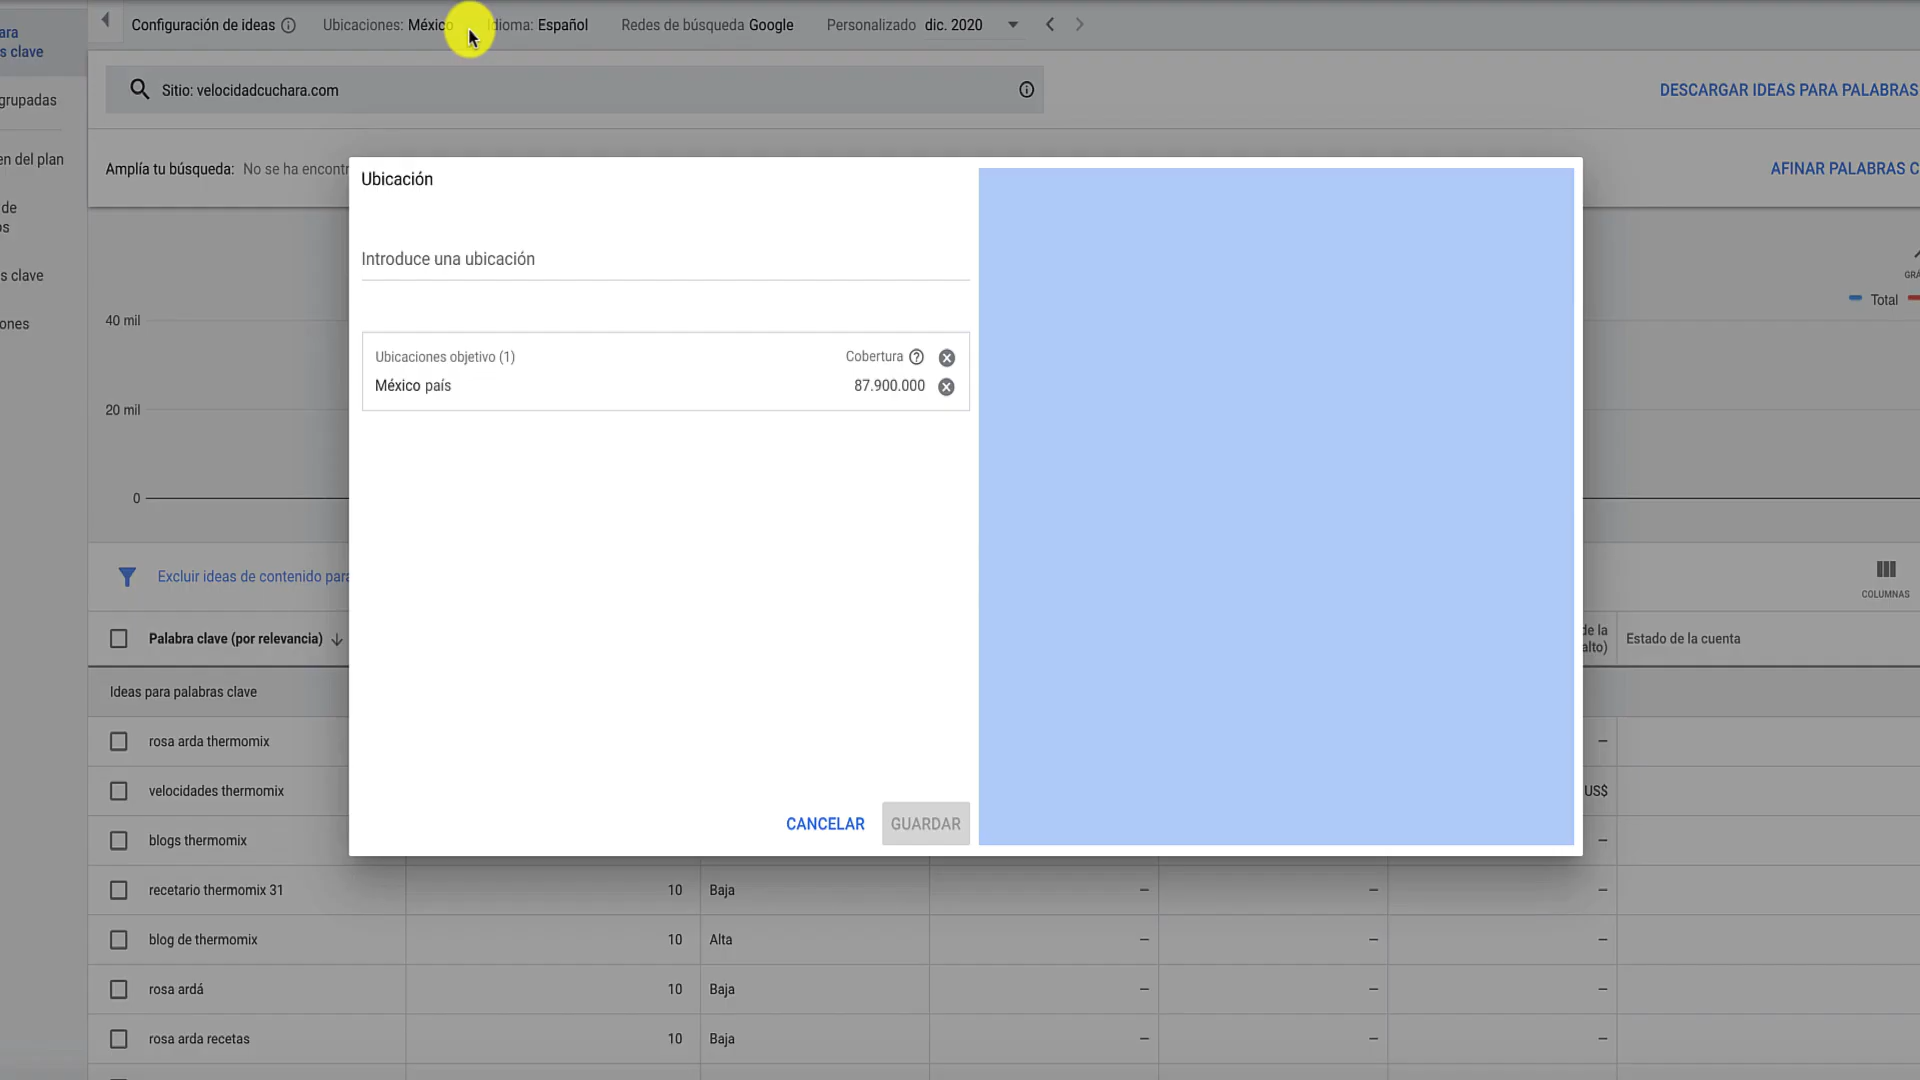 ara
s clave
grupadas
en del plan
de
os
s clave
ones
Configuración de ideas
Ubicaciones: México
Idioma: Español
Redes de búsqueda Google
Personalizado dic. 2020
Sitio: velocidadcuchara.com
DESCARGAR IDEAS PARA PALABRAS
Amplía tu búsqueda: No se ha encontr
AFINAR PALABRAS C
GRÁ
Total
40 mil
20 mil
0
Ubicación
Introduce una ubicación
Ubicaciones objetivo (1) Cobertura
México país 87.900.000
CANCELAR GUARDAR
Excluir ideas de contenido para
COLUMNAS
Palabra clave (por relevancia)
de la
alto)
Estado de la cuenta
Ideas para palabras clave
rosa arda thermomix –
velocidades thermomix US$
blogs thermomix –
recetario thermomix 31 10 Baja – – –
blog de thermomix 10 Alta – – –
rosa ardá 10 Baja – – –
rosa arda recetas 10 Baja – – –